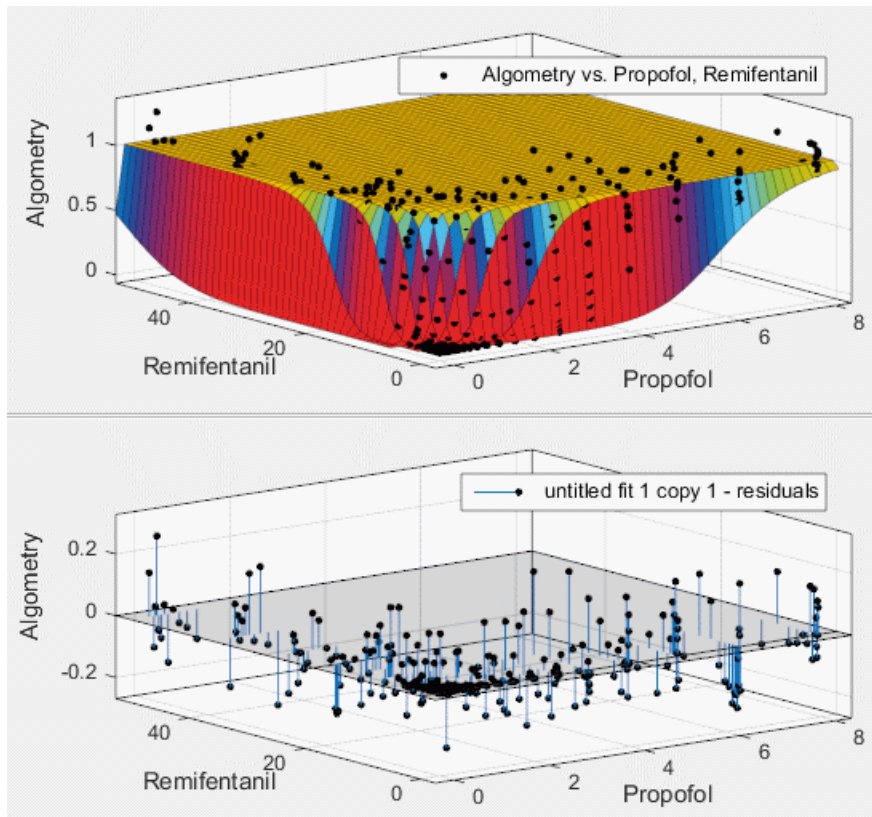 Algometry vs. Propofol, Remifentanil
Algometry
1
0.5
0
40
20
0
Remifentanil
0
2
4
6
8
Propofol
untitled fit 1 copy 1 - residuals
Algometry
0.2
0
-0.2
40
20
0
Remifentanil
0
2
4
6
8
Propofol